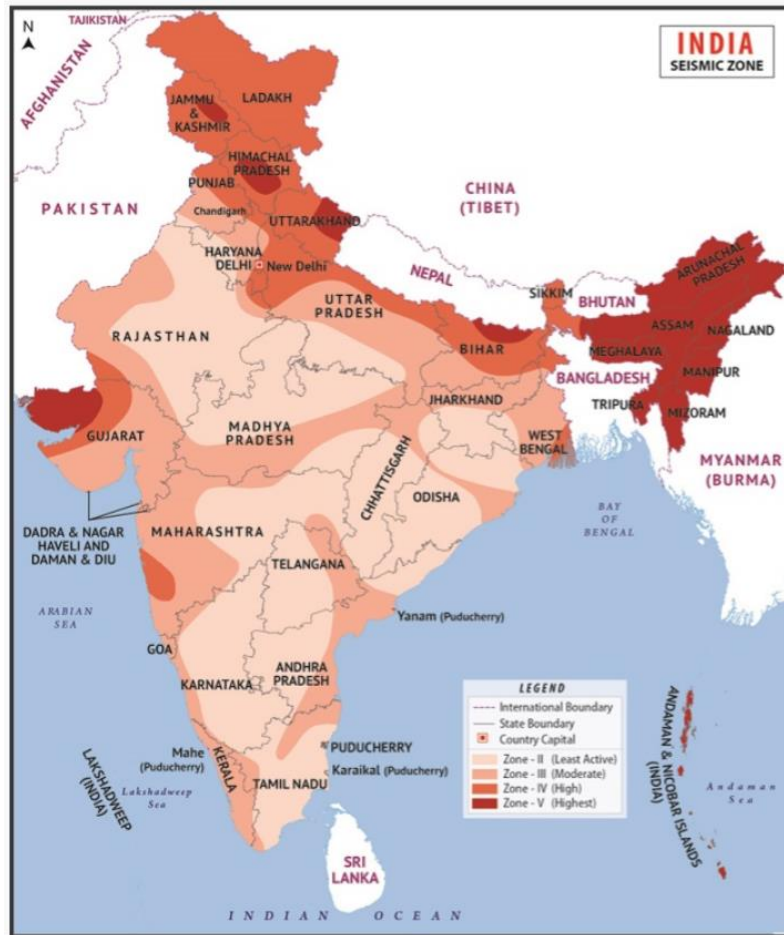 TAJIKISTAN
N
INDIA
SEISMIC ZONE
AFGHANISTAN
JAMMU
&
KASHMIR
LADAKH
HIMACHAL
PRADESH
PUNJAB
CHINA
(TIBET)
PAKISTAN
Chandigarh
UTTARAKHAND
HARYANA
DELHI
New Delhi
NEPAL
ARUNACHAL
PRADESH
SIKKIM
BHUTAN
UTTAR
PRADESH
RAJASTHAN
ASSAM
NAGALAND
BIHAR
MEGHALAYA
MANIPUR
BANGLADESH
JHARKHAND
TRIPURA
MIZORAM
GUJARAT
MADHYA
PRADESH
WEST
BENGAL
MYANMAR
(BURMA)
CHHATTISGARH
ODISHA
DADRA & NAGAR
HAVELI AND
DAMAN & DIU
MAHARASHTRA
BAY
OF
BENGAL
TELANGANA
ARABIAN
SEA
Yanam (Puducherry)
GOA
KARNATAKA
ANDHRA
PRADESH
LEGEND
International Boundary
State Boundary
Country Capital
Zone - II (Least Active)
Zone - III (Moderate)
Zone - IV (High)
Zone - V (Highest)
ANDAMAN & NICOBAR ISLANDS
(INDIA)
Andaman
Sea
LAKSHADWEEP
(INDIA)
Mahe
(Puducherry)
Lakshadweep
Sea
KERALA
TAMIL NADU
PUDUCHERRY
Karaikal (Puducherry)
SRI
LANKA
INDIAN OCEAN